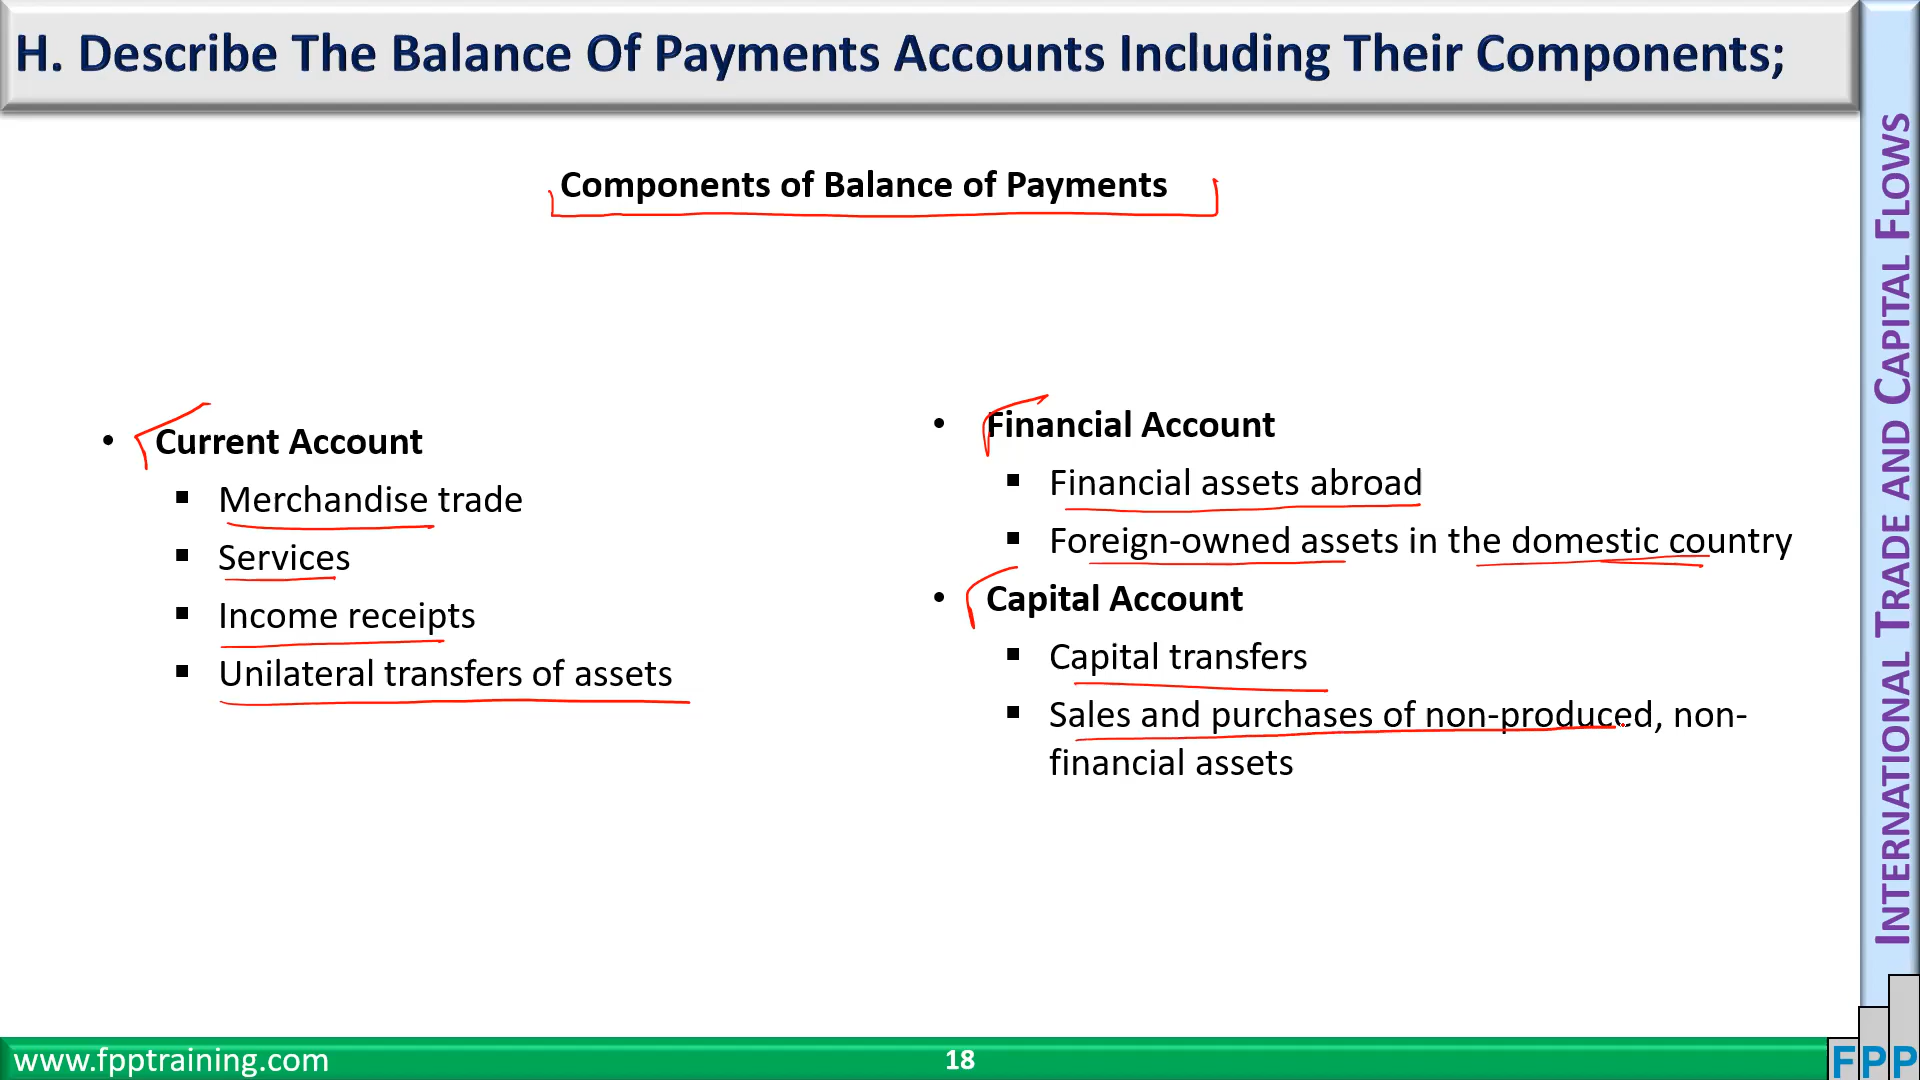 H. Describe The Balance Of Payments Accounts Including Their Components;
Components of Balance of Payments
• Current Account
▪ Merchandise trade
▪ Services
▪ Income receipts
▪ Unilateral transfers of assets
• Financial Account
▪ Financial assets abroad
▪ Foreign-owned assets in the domestic country
• Capital Account
▪ Capital transfers
▪ Sales and purchases of non-produced, non-
financial assets
INTERNATIONAL TRADE AND CAPITAL FLOWS
www.fpptraining.com
18
FPP